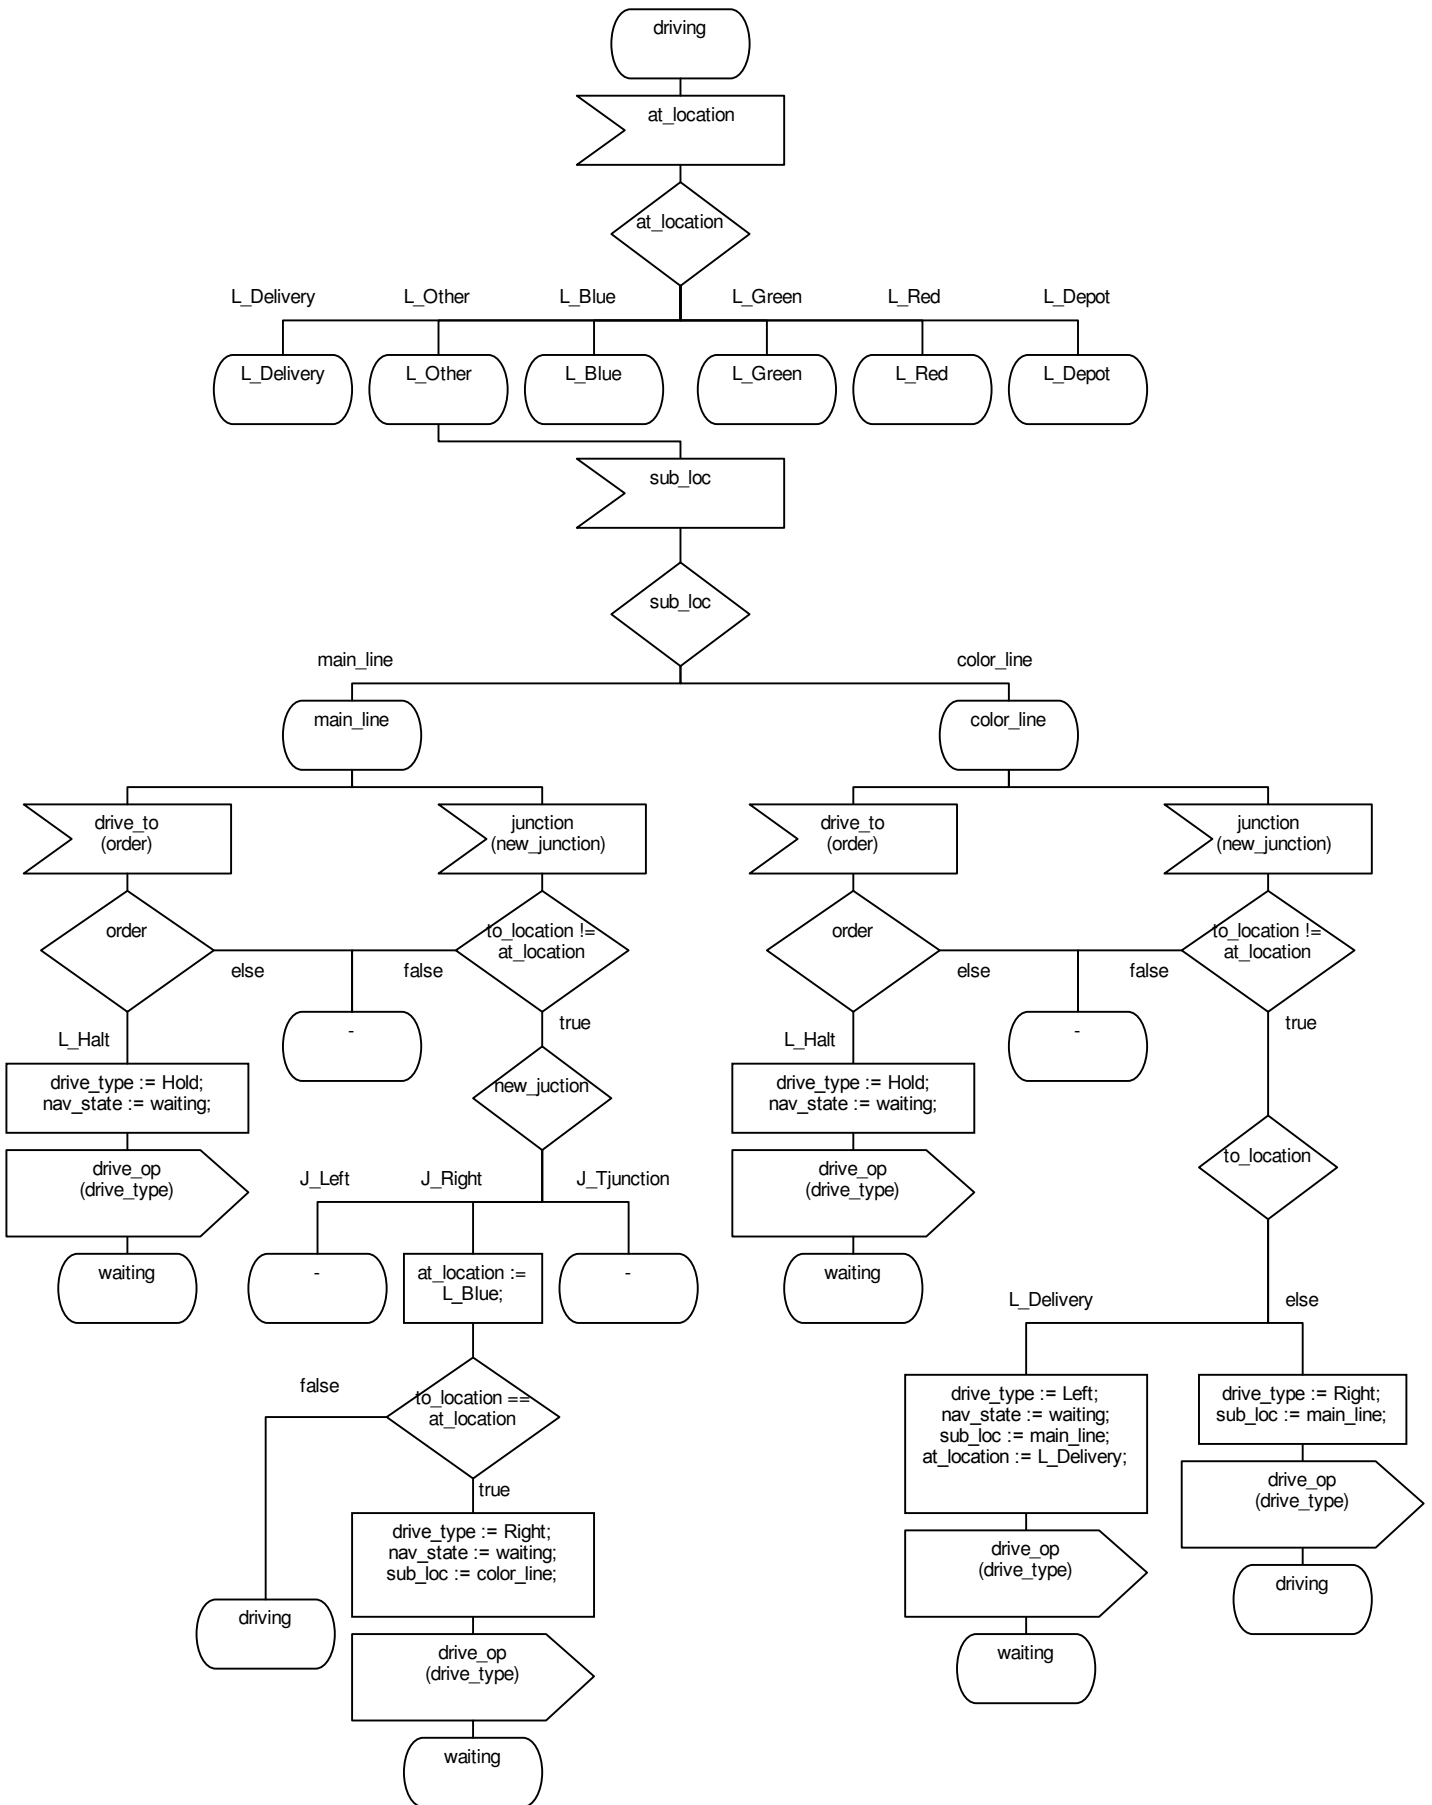 driving
at_location
at_location
L_Delivery
L_Other
L_Blue
L_Green
L_Red
L_Depot
L_Delivery
L_Other
L_Blue
L_Green
L_Red
L_Depot
sub_loc
sub_loc
main_line
color_line
main_line
color_line
drive_to
(order)
junction
(new_junction)
drive_to
(order)
junction
(new_junction)
order
to_location !=
at_location
order
to_location !=
at_location
else
false
else
false
-
true
-
true
L_Halt
L_Halt
drive_type := Hold;
nav_state := waiting;
new_juction
drive_type := Hold;
nav_state := waiting;
drive_op
(drive_type)
drive_op
(drive_type)
to_location
J_Left
J_Right
J_Tjunction
waiting
-
at_location :=
L_Blue;
-
waiting
L_Delivery
else
false
to_location ==
at_location
true
drive_type := Left;
nav_state := waiting;
sub_loc := main_line;
at_location := L_Delivery;
drive_type := Right;
sub_loc := main_line;
drive_op
(drive_type)
drive_type := Right;
nav_state := waiting;
sub_loc := color_line;
drive_op
(drive_type)
driving
driving
drive_op
(drive_type)
waiting
waiting